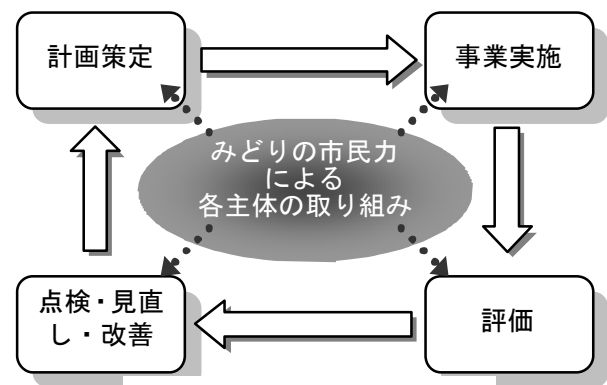 計画策定
事業実施
みどりの市民力
による
各主体の取り組み
点検・見直
し・改善
評価